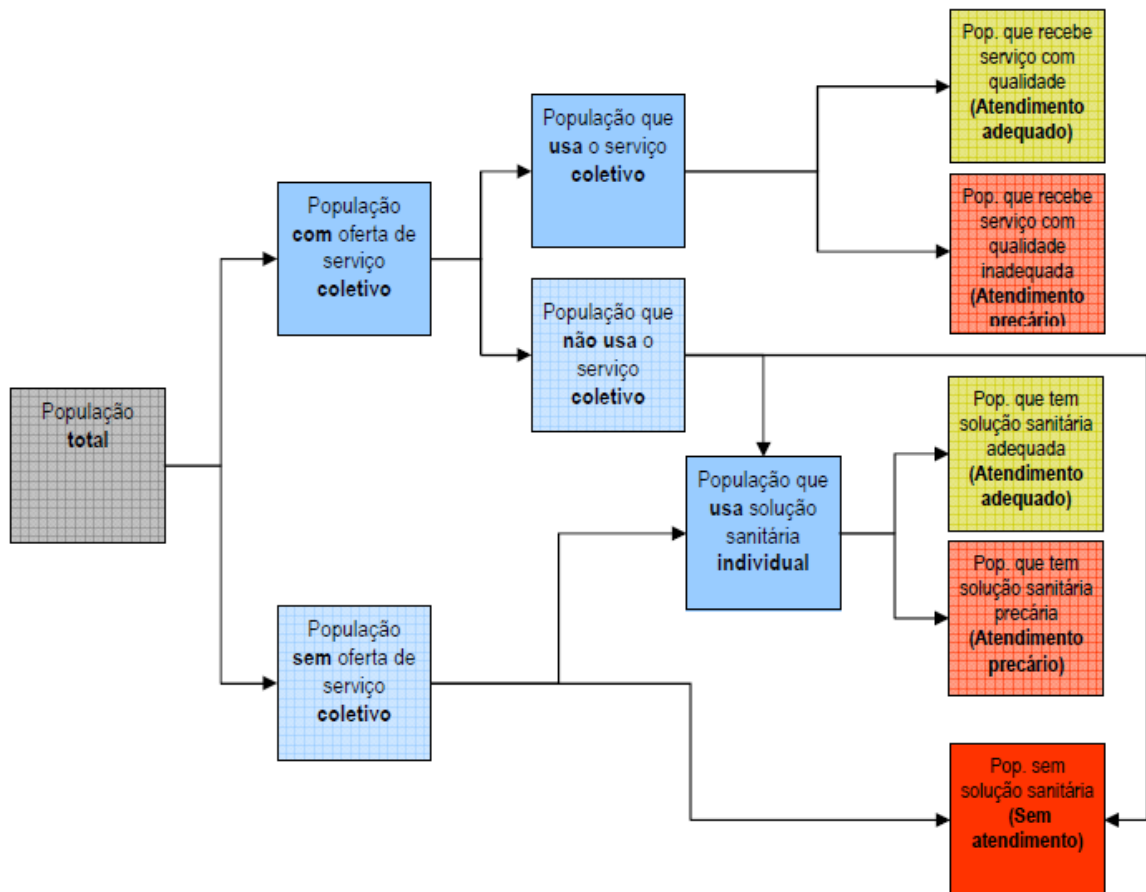 População
total
População
com oferta de
serviço
coletivo
População
sem oferta de
serviço
coletivo
População que
usa o serviço
coletivo
População que
não usa o
serviço
coletivo
População que
usa solução
sanitária
individual
Pop. que recebe
serviço com
qualidade
(Atendimento
adequado)
Pop. que recebe
serviço com
qualidade
inadequada
(Atendimento
precário)
Pop. que tem
solução sanitária
adequada
(Atendimento
adequado)
Pop. que tem
solução sanitária
precária
(Atendimento
precário)
Pop. sem
solução sanitária
(Sem
atendimento)